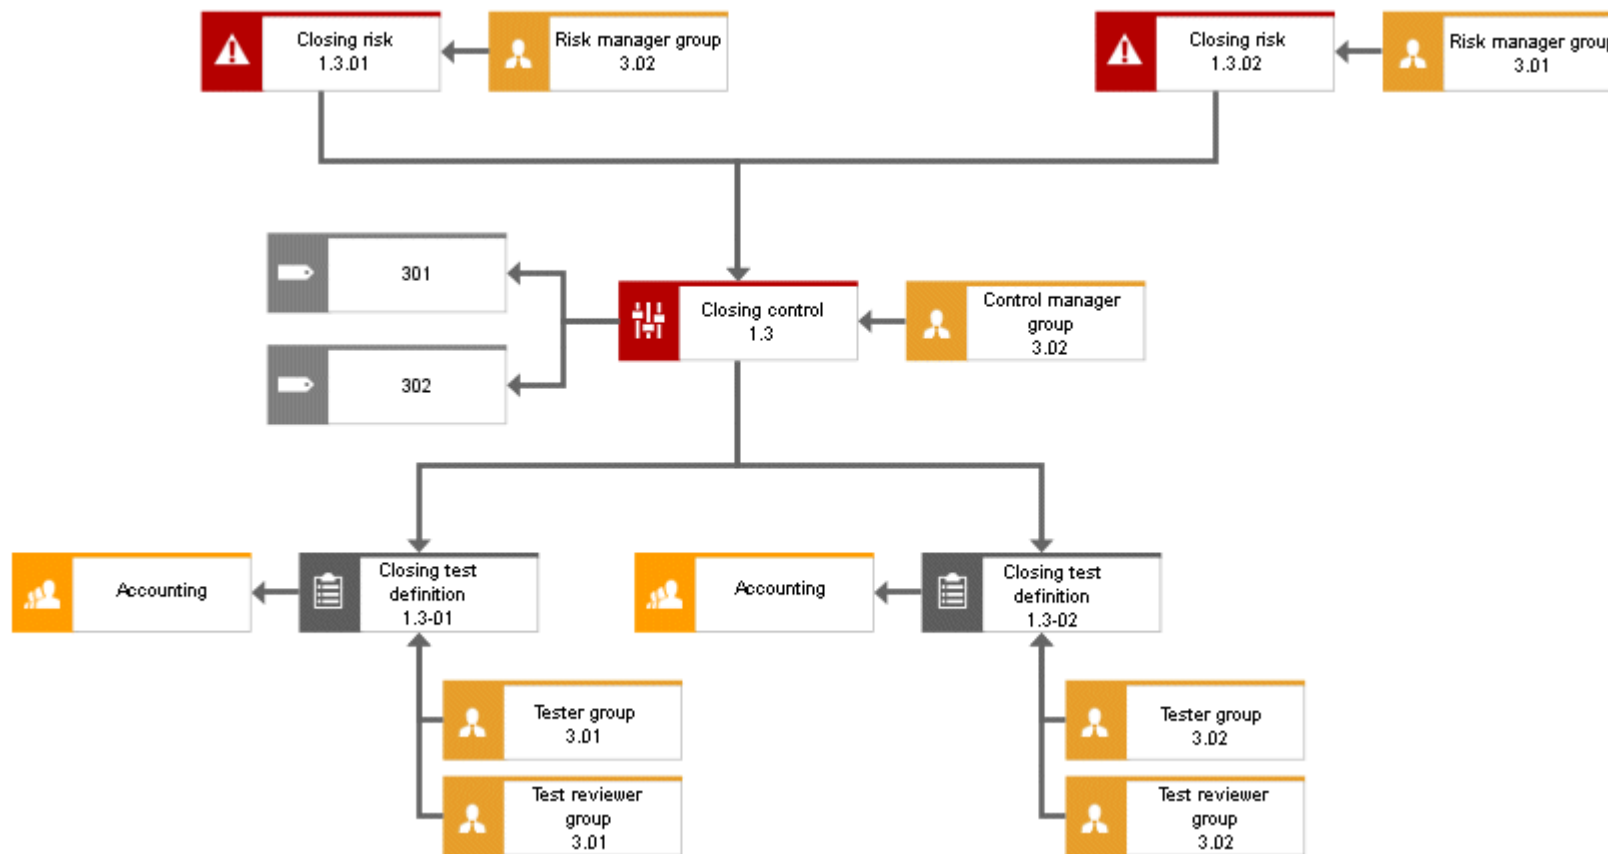 Closing risk
1.3.01
Risk manager group
3.02
Closing risk
1.3.02
Risk manager group
3.01
301
302
Closing control
1.3
Control manager
group
3.02
Accounting
Closing test
definition
1.3-01
Accounting
Closing test
definition
1.3-02
Tester group
3.01
Test reviewer
group
3.01
Tester group
3.02
Test reviewer
group
3.02